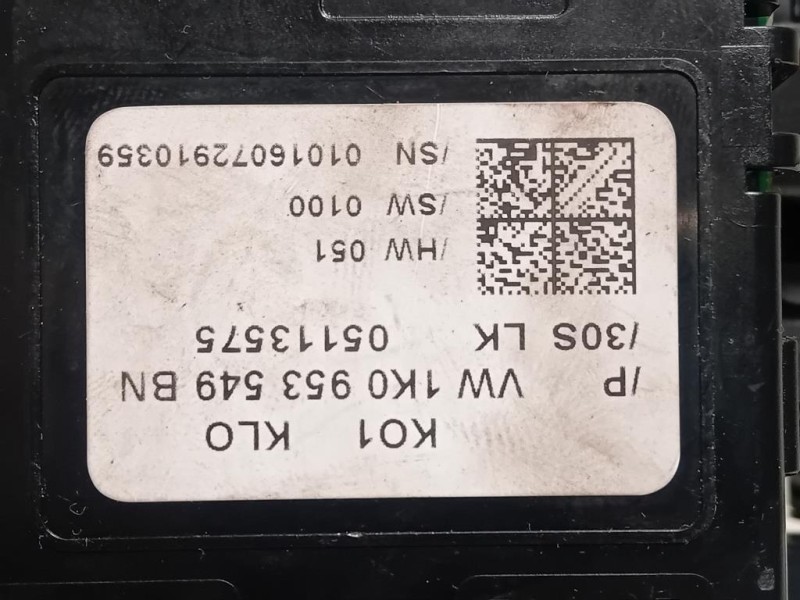 KO1 KLO
/P VW 1K0 953 549 BN
/30S LK 05113575
/HW 051
/SW 0100
/SN 01016072910359